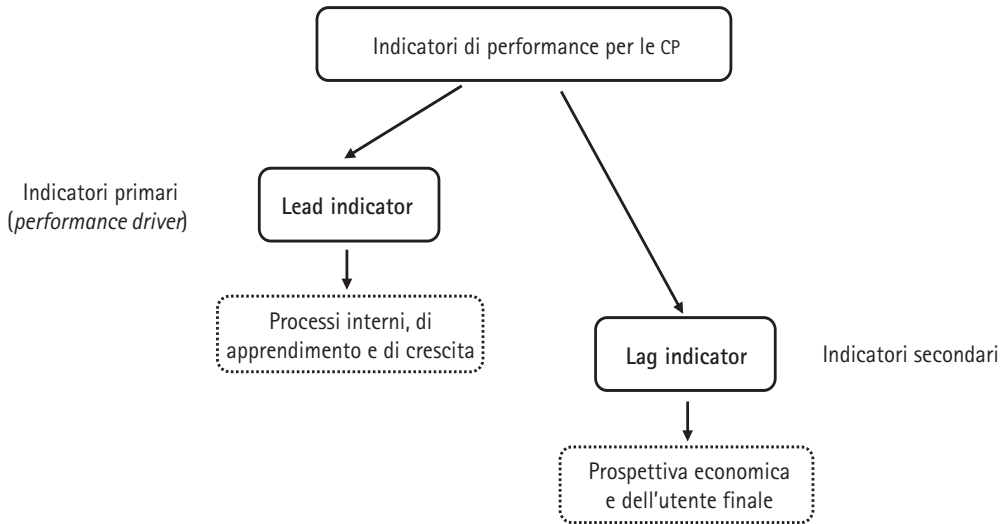 Indicatori di performance per le CP
Indicatori primari
(performance driver)
Lead indicator
Processi interni, di
apprendimento e di crescita
Lag indicator
Indicatori secondari
Prospettiva economica
e dell'utente finale